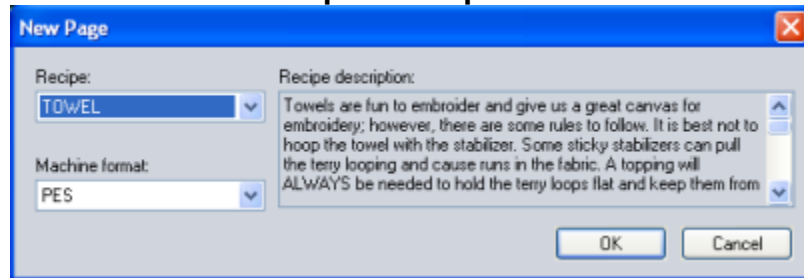 New Page
Recipe:
TOWEL
Machine format:
PES
Recipe description:
Towels are fun to embroider and give us a great canvas for
embroidery; however, there are some rules to follow. It is best not to
hoop the towel with the stabilizer. Some sticky stabilizers can pull
the terry looping and cause runs in the fabric. A topping will
ALWAYS be needed to hold the terry loops flat and keep them from
OK
Cancel